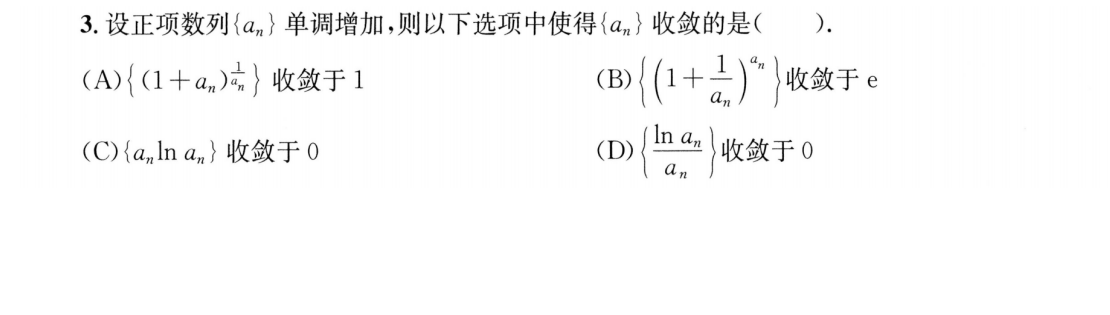 3. 设正项数列{aₙ}单调增加,则以下选项中使得{aₙ}收敛的是(　　).
(A) $\left\{(1+a_n)^{\frac{1}{a_n}}\right\}$ 收敛于 1 (B) $\left\{\left(1+\frac{1}{a_n}\right)^{a_n}\right\}$ 收敛于 e
(C) $\{a_n \ln a_n\}$ 收敛于 0 (D) $\left\{\frac{\ln a_n}{a_n}\right\}$ 收敛于 0